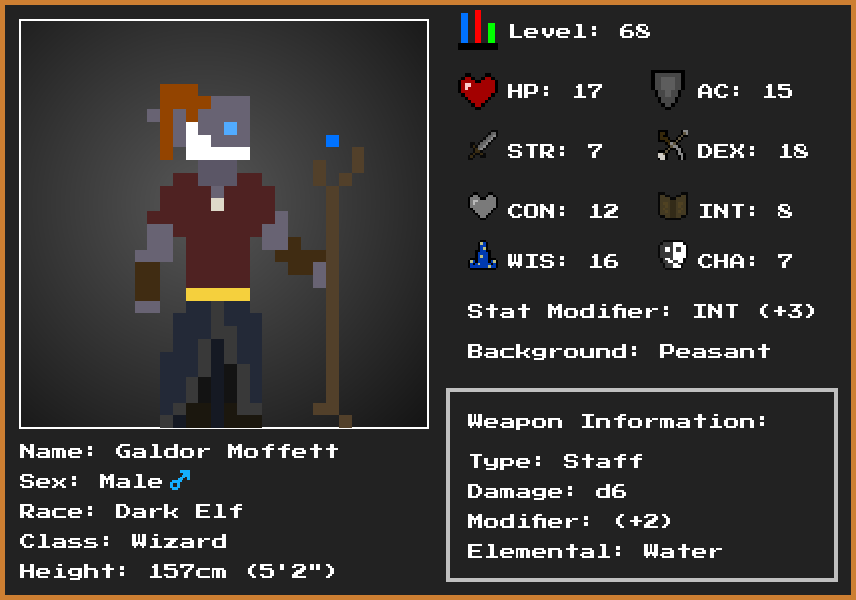 Level: 68
HP: 17
AC: 15
STR: 7
DEX: 18
CON: 12
INT: 8
WIS: 16
CHA: 7
Stat Modifier: INT (+3)
Background: Peasant
Weapon Information:
Type: Staff
Damage: d6
Modifier: (+2)
Elemental: Water
Name: Galdor Moffett
Sex: Male♂
Race: Dark Elf
Class: Wizard
Height: 157cm (5'2")